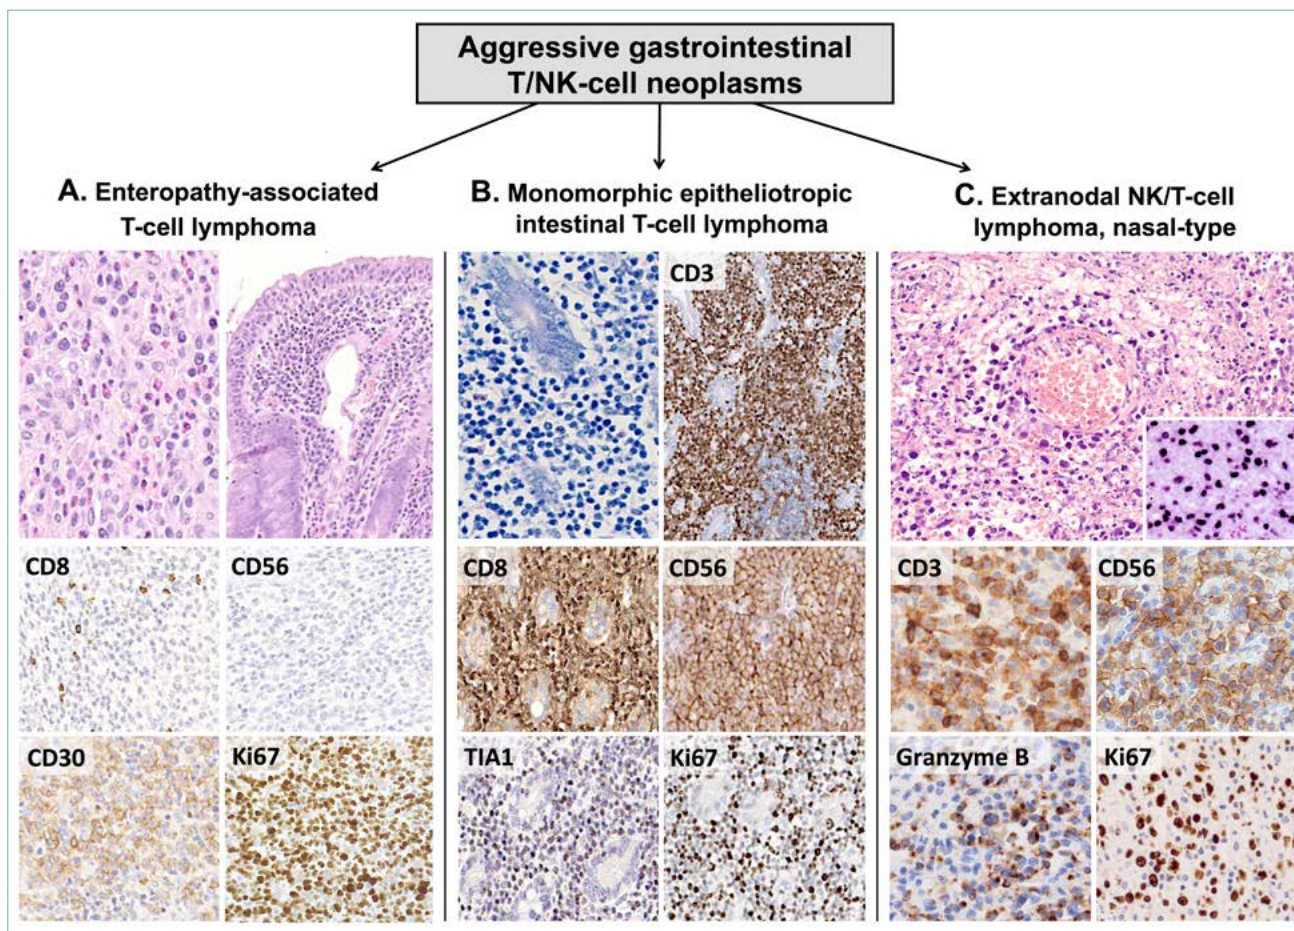 Aggressive gastrointestinal
T/NK-cell neoplasms
A. Enteropathy-associated
T-cell lymphoma
B. Monomorphic epitheliotropic
intestinal T-cell lymphoma
C. Extranodal NK/T-cell
lymphoma, nasal-type
CD3
CD8
CD56
CD8
CD56
CD3
CD56
CD30
Ki67
TIA1
Ki67
Granzyme B
Ki67